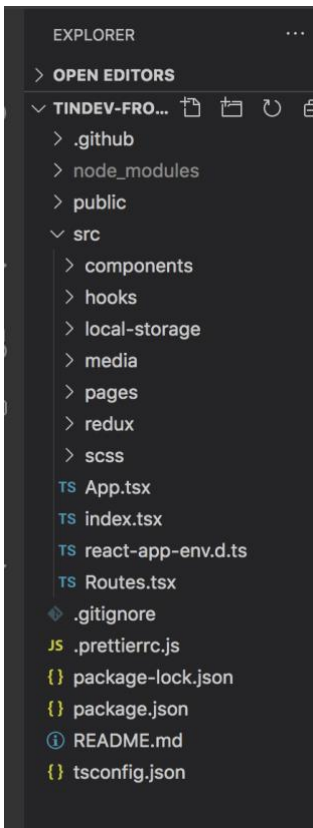 EXPLORER ...
OPEN EDITORS
TINDEV-FRO...
.github
node_modules
public
src
components
hooks
local-storage
media
pages
redux
scss
TS App.tsx
TS index.tsx
TS react-app-env.d.ts
TS Routes.tsx
.gitignore
JS .prettierrc.js
{} package-lock.json
{} package.json
README.md
{} tsconfig.json